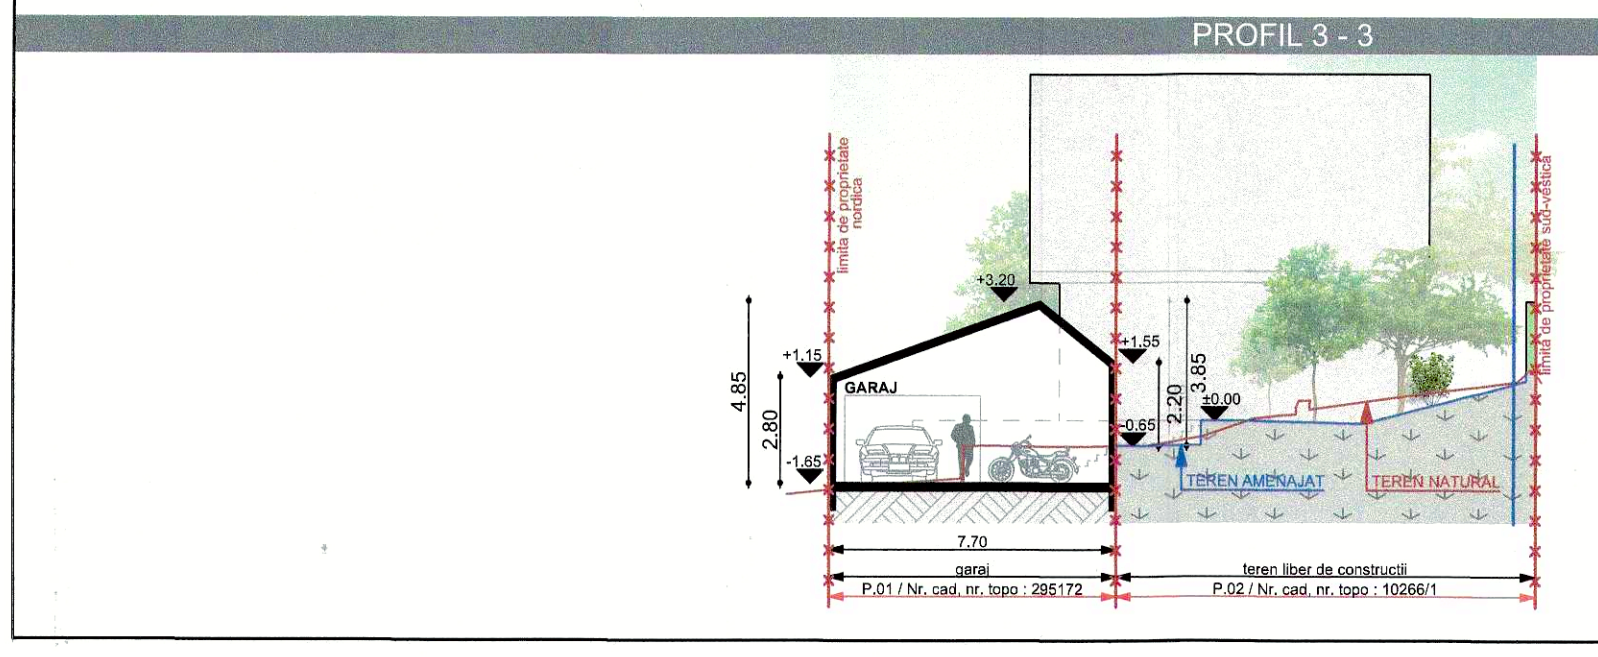 PROFIL 3 - 3
limita de proprietate
nordica
limita de proprietate sud-vestica
+3.20
+1.15
+1.55
4.85
2.80
GARAJ
2.20
3.85
±0.00
-0.65
-1.65
TEREN AMENAJAT
TEREN NATURAL
7.70
garaj
teren liber de constructii
P.01 / Nr. cad, nr. topo : 295172
P.02 / Nr. cad, nr. topo : 10266/1